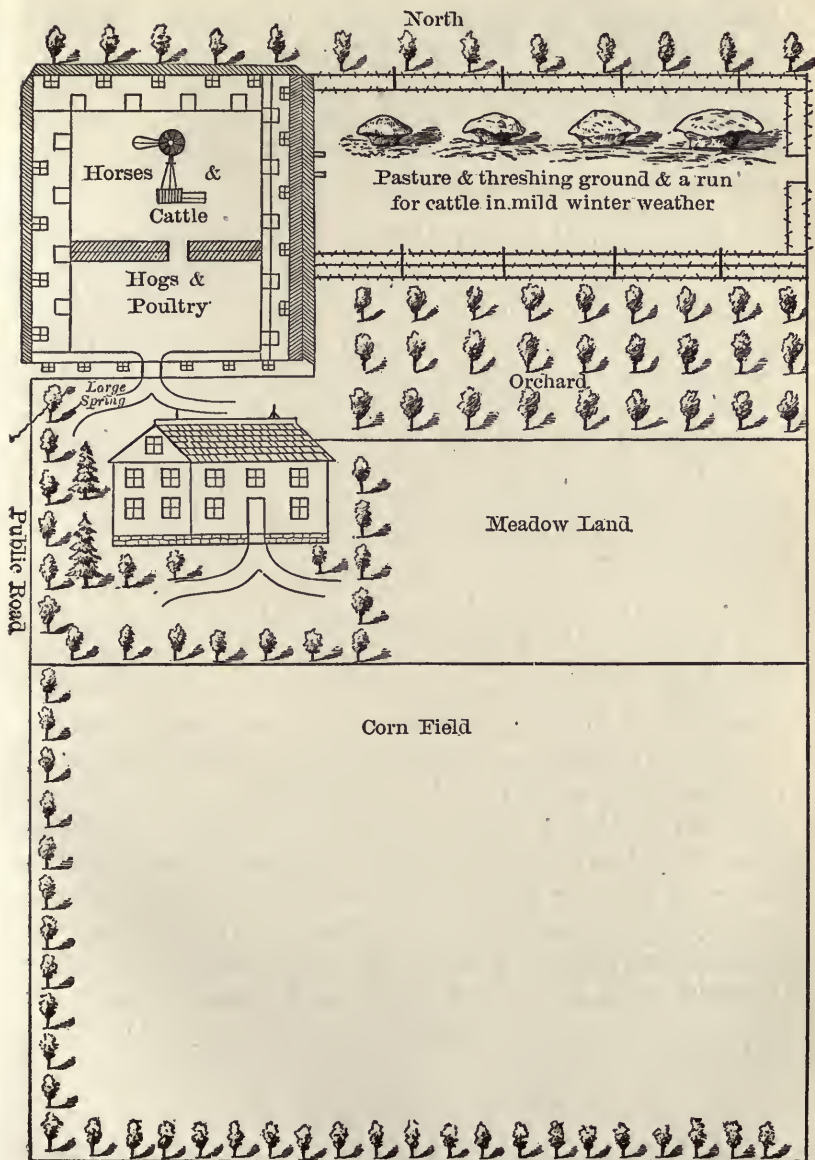 North
Horses &
Cattle
Pasture & threshing ground & a run
for cattle in mild winter weather
Hogs &
Poultry
Large
Spring
Orchard
Public Road
Meadow Land
Corn Field